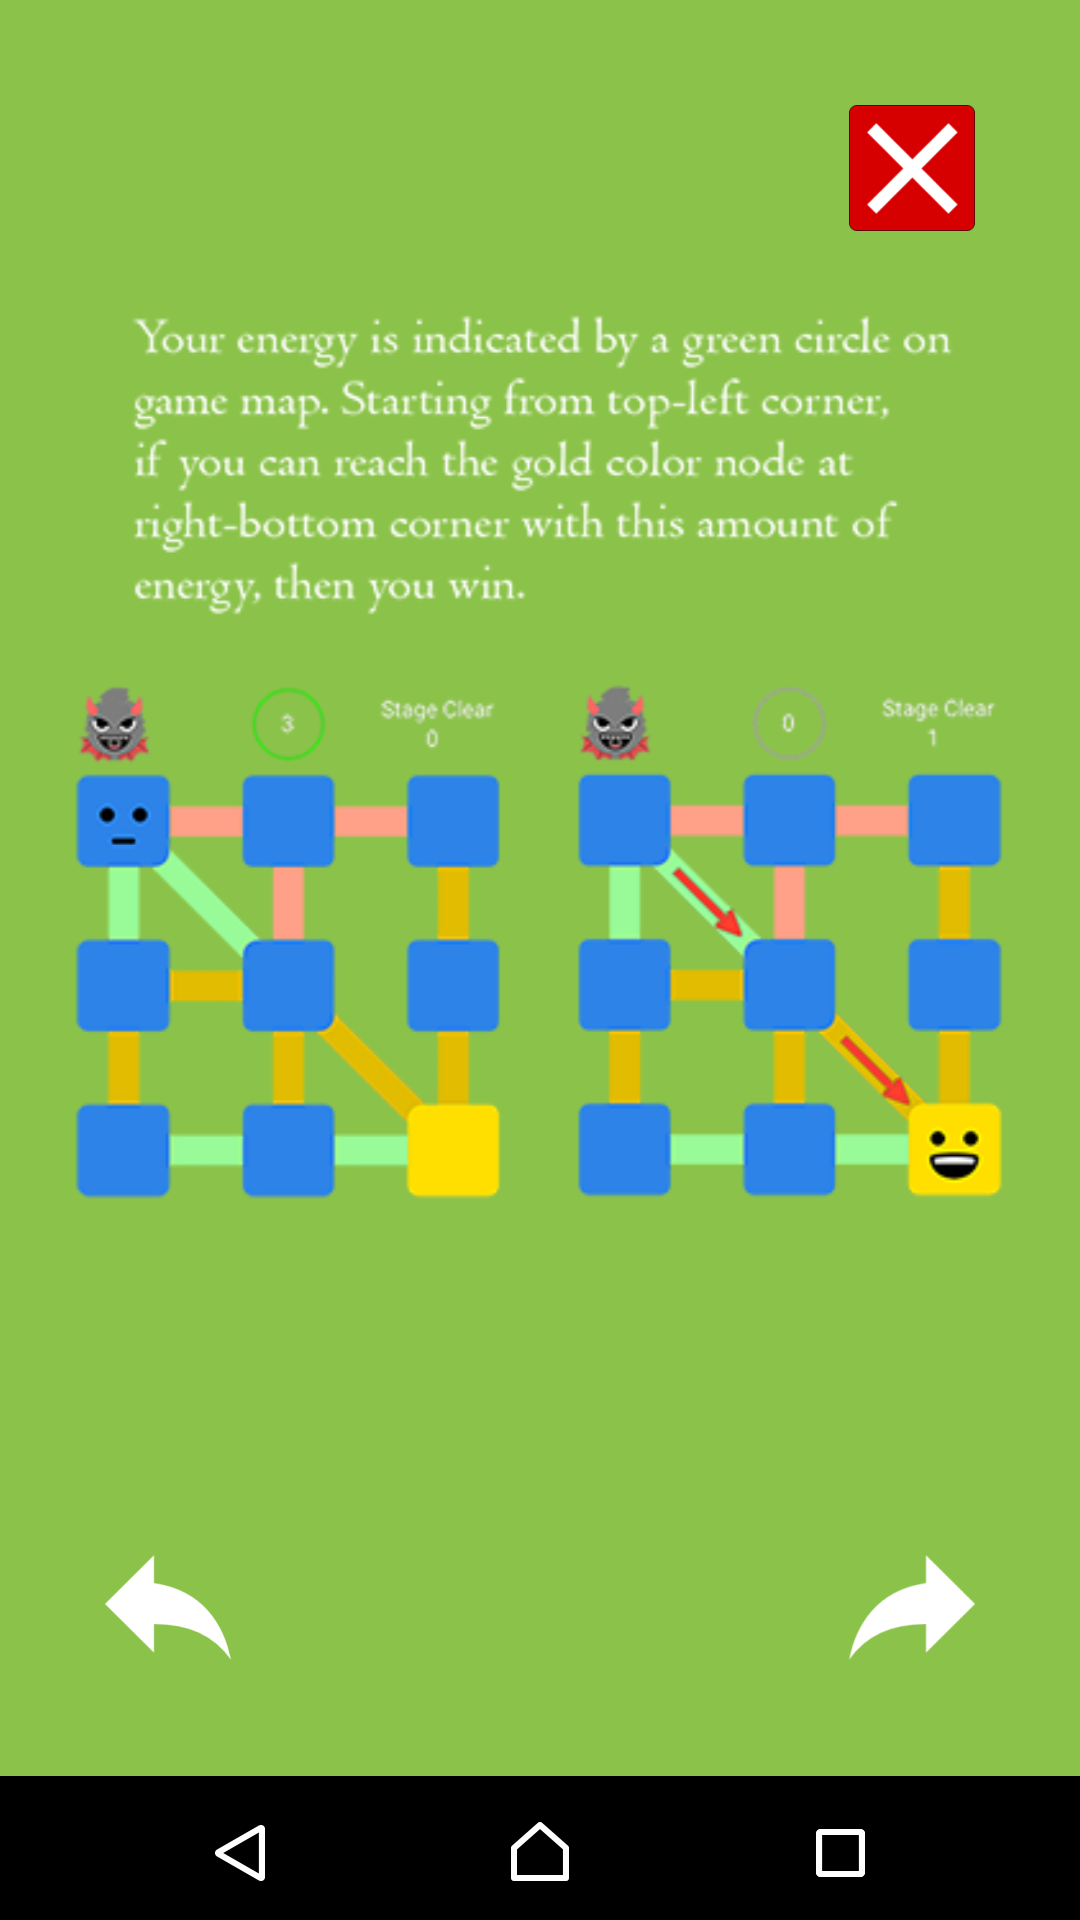 Your energy is indicated by a green circle on
game map. Starting from top-left corner,
if you can reach the gold color node at
right-bottom corner with this amount of
energy, then you win.
3
Stage Clear
0
0
Stage Clear
1